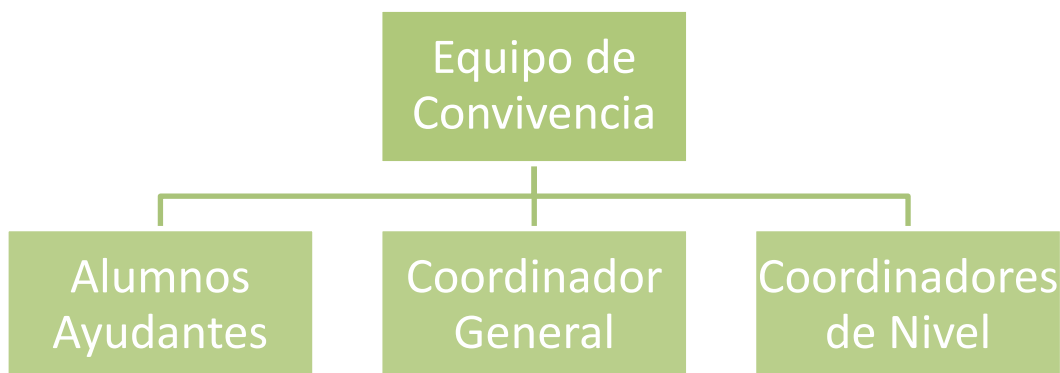 Equipo de
Convivencia
Alumnos
Ayudantes
Coordinador
General
Coordinadores
de Nivel